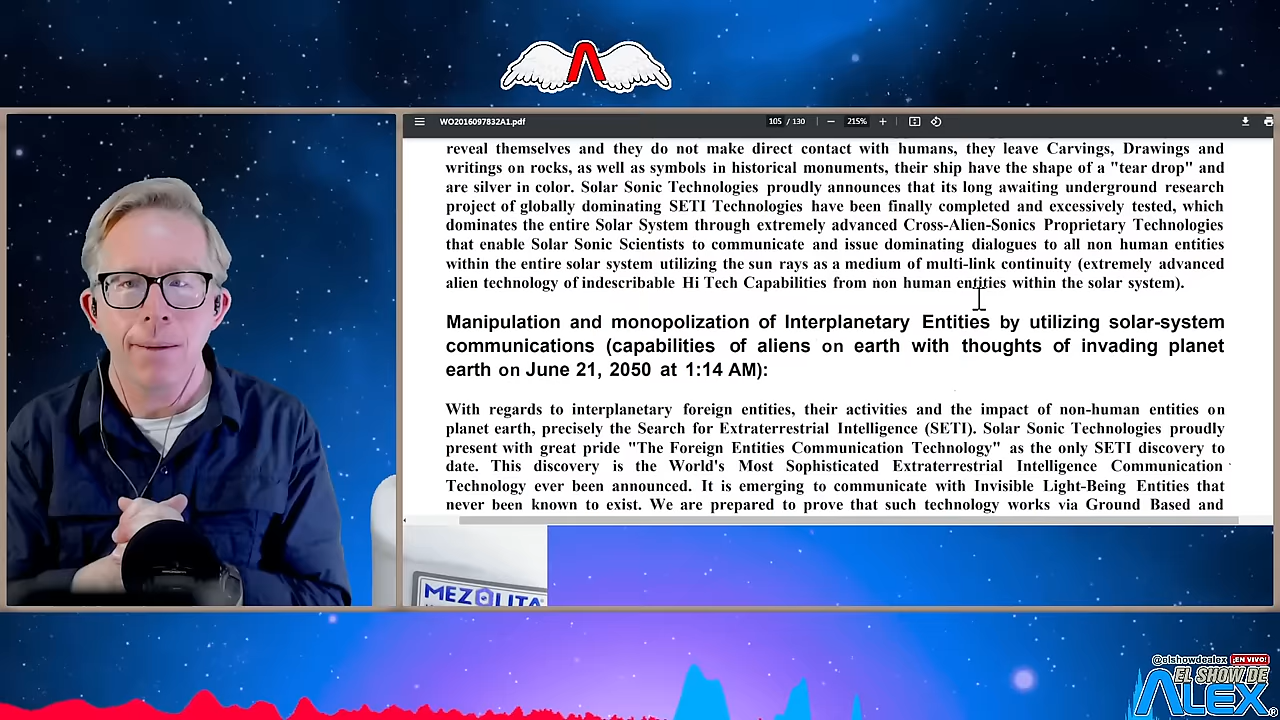 WO2016097832A1.pdf
105 / 130
215%
reveal themselves and they do not make direct contact with humans, they leave Carvings, Drawings and
writings on rocks, as well as symbols in historical monuments, their ship have the shape of a "tear drop" and
are silver in color. Solar Sonic Technologies proudly announces that its long awaiting underground research
project of globally dominating SETI Technologies have been finally completed and excessively tested, which
dominates the entire Solar System through extremely advanced Cross-Alien-Sonics Proprietary Technologies
that enable Solar Sonic Scientists to communicate and issue dominating dialogues to all non human entities
within the entire solar system utilizing the sun rays as a medium of multi-link continuity (extremely advanced
alien technology of indescribable Hi Tech Capabilities from non human entities within the solar system).
Manipulation and monopolization of Interplanetary Entities by utilizing solar-system
communications (capabilities of aliens on earth with thoughts of invading planet
earth on June 21, 2050 at 1:14 AM):
With regards to interplanetary foreign entities, their activities and the impact of non-human entities on
planet earth, precisely the Search for Extraterrestrial Intelligence (SETI). Solar Sonic Technologies proudly
present with great pride "The Foreign Entities Communication Technology" as the only SETI discovery to
date. This discovery is the World's Most Sophisticated Extraterrestrial Intelligence Communication
Technology ever been announced. It is emerging to communicate with Invisible Light-Being Entities that
never been known to exist. We are prepared to prove that such technology works via Ground Based and
MEZQLITA
@elshowdealex ¡EN VIVO!
EL SHOW DE
ALEX